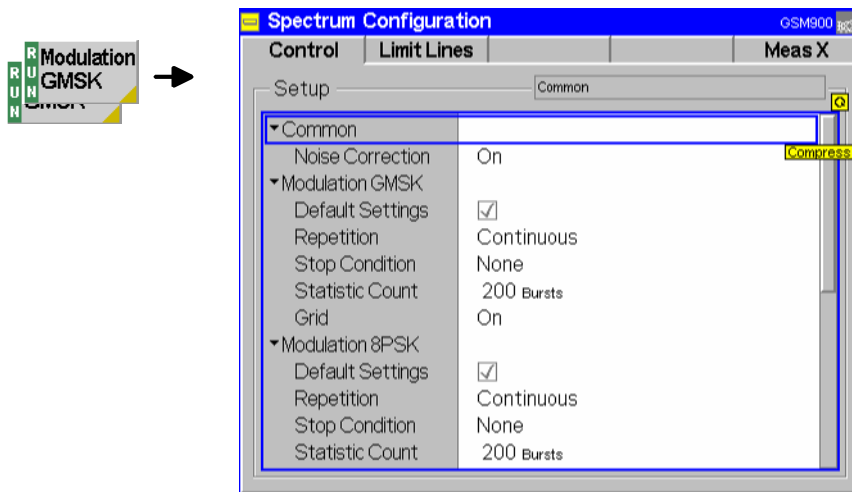 RUN Modulation GMSK
RUN GMSK
Spectrum Configuration GSM900
Control Limit Lines Meas X
Setup Common
Common
Compress
Noise Correction On
Modulation GMSK
Default Settings
Repetition Continuous
Stop Condition None
Statistic Count 200 Bursts
Grid On
Modulation 8PSK
Default Settings
Repetition Continuous
Stop Condition None
Statistic Count 200 Bursts